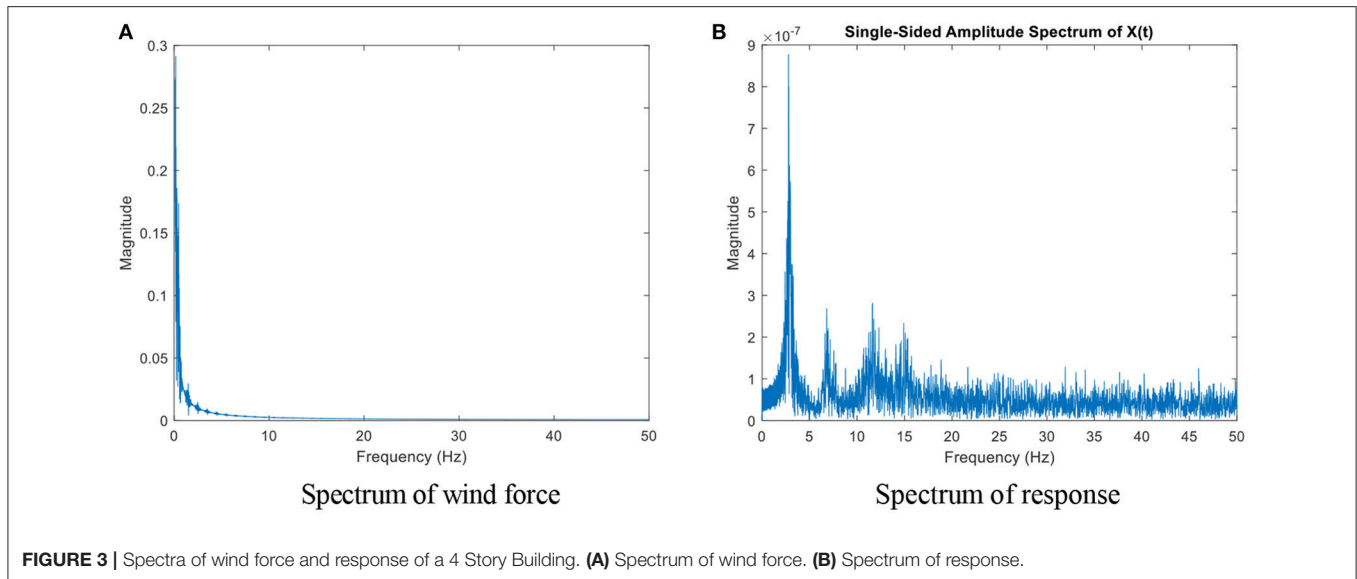 A
0.3
0.25
0.2
0.15
0.1
0.05
0
Magnitude
0 10 20 30 40 50
Frequency (Hz)
Spectrum of wind force
B
×10⁻⁷
Single-Sided Amplitude Spectrum of X(t)
9
8
7
6
5
4
3
2
1
0
Magnitude
0 5 10 15 20 25 30 35 40 45 50
Frequency (Hz)
Spectrum of response
FIGURE 3 | Spectra of wind force and response of a 4 Story Building. (A) Spectrum of wind force. (B) Spectrum of response.